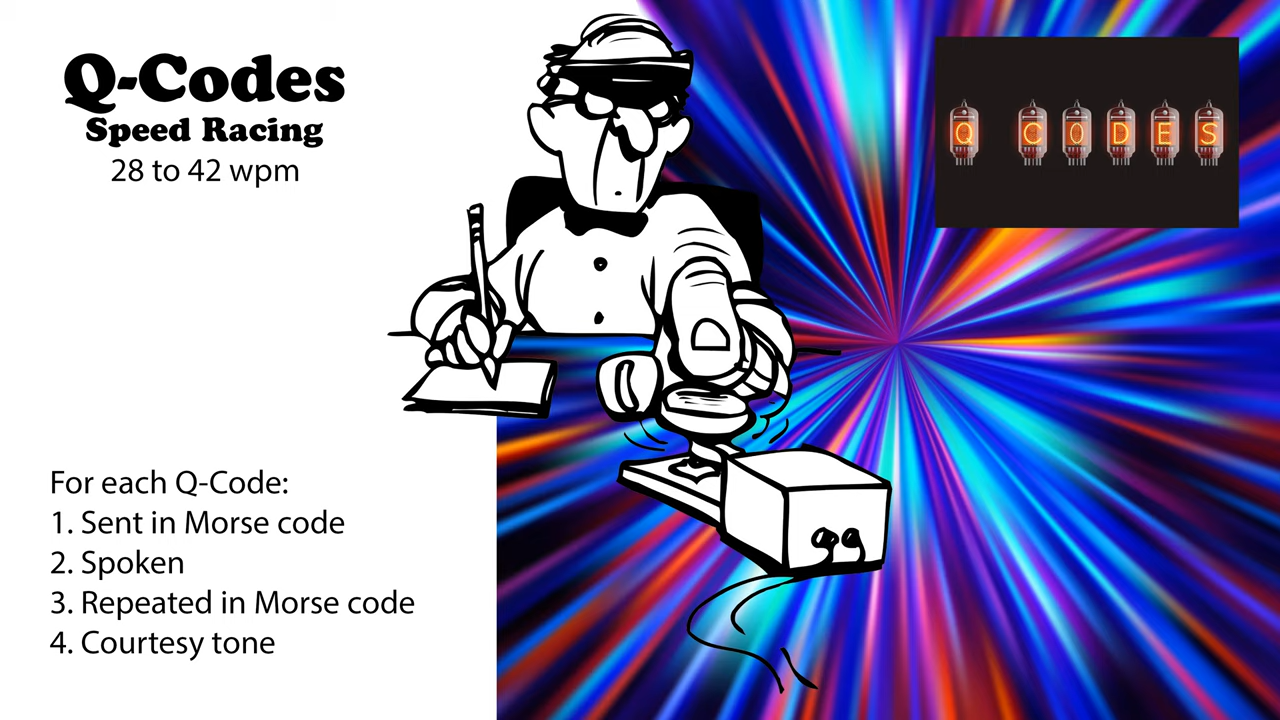 Q-Codes
Speed Racing
28 to 42 wpm
Q CODES
For each Q-Code:
1. Sent in Morse code
2. Spoken
3. Repeated in Morse code
4. Courtesy tone